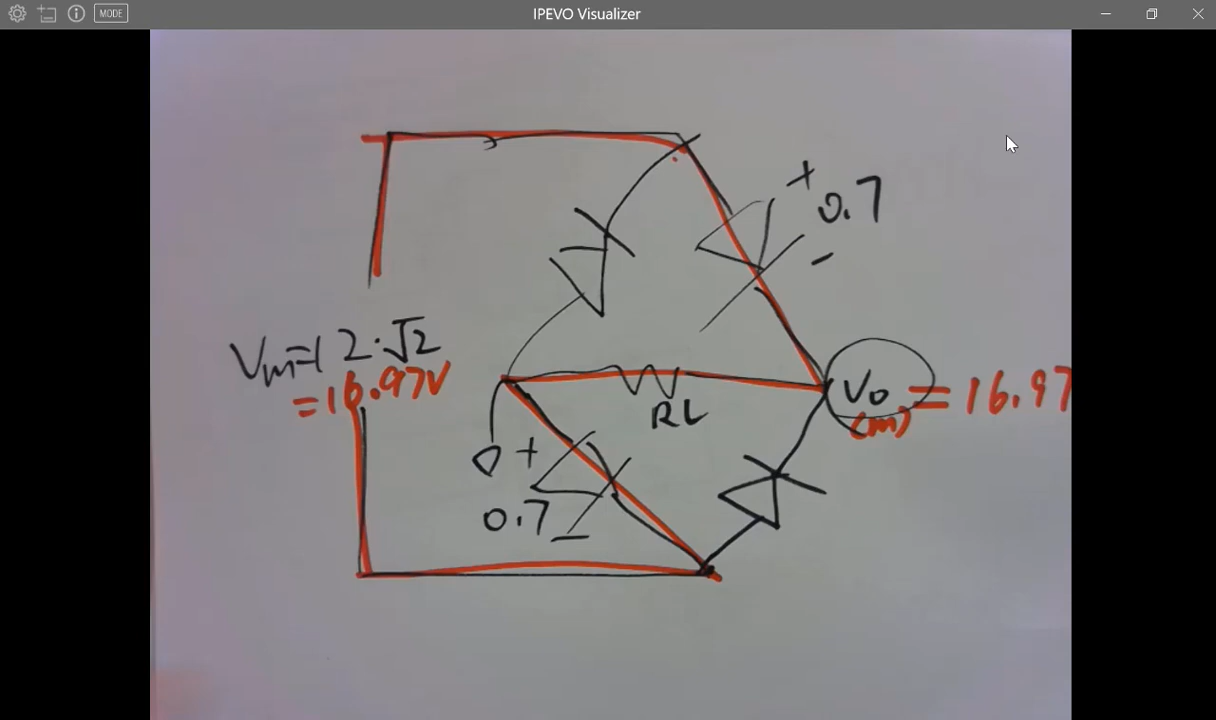 MODE
IPEVO Visualizer
+
0.7
-
Vm=12·√2
=16.97V
Vo = 16.97
(m)
RL
+
0.7
-